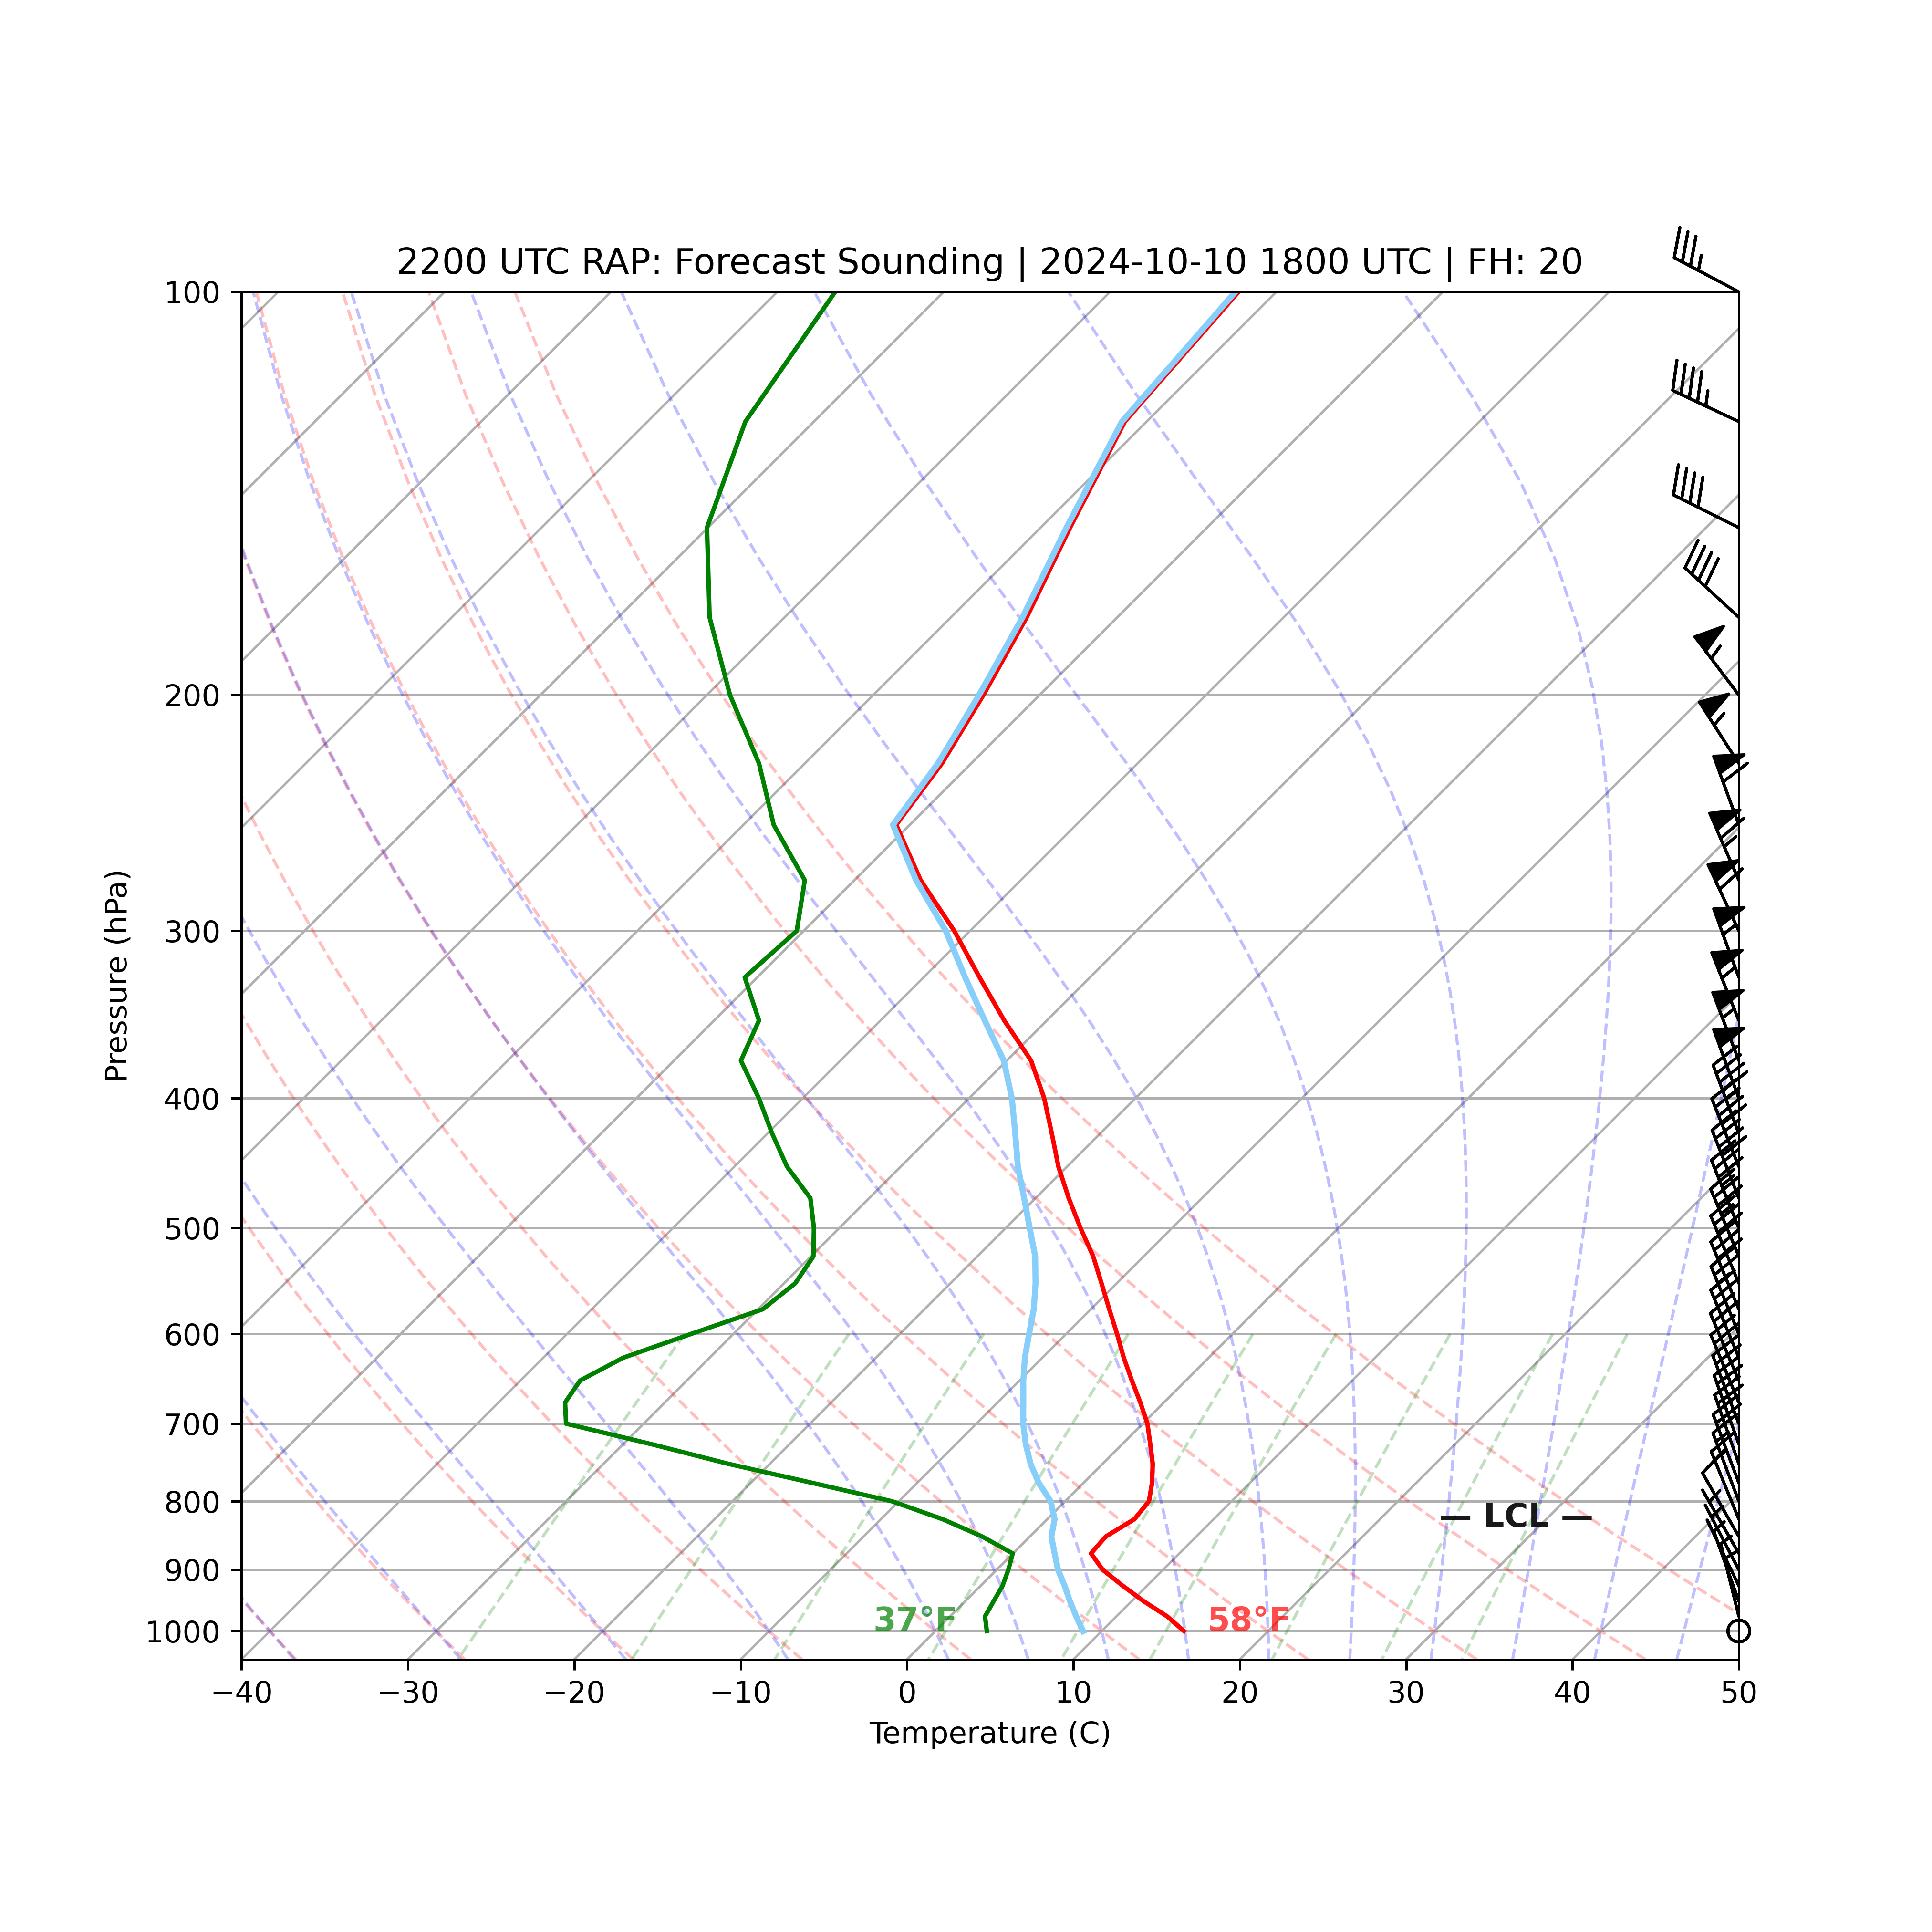 2200 UTC RAP: Forecast Sounding | 2024-10-10 1800 UTC | FH: 20
100
200
300
400
500
600
700
800
900
1000
Pressure (hPa)
— LCL —
37°F
58°F
−40 −30 −20 −10 0 10 20 30 40 50
Temperature (C)